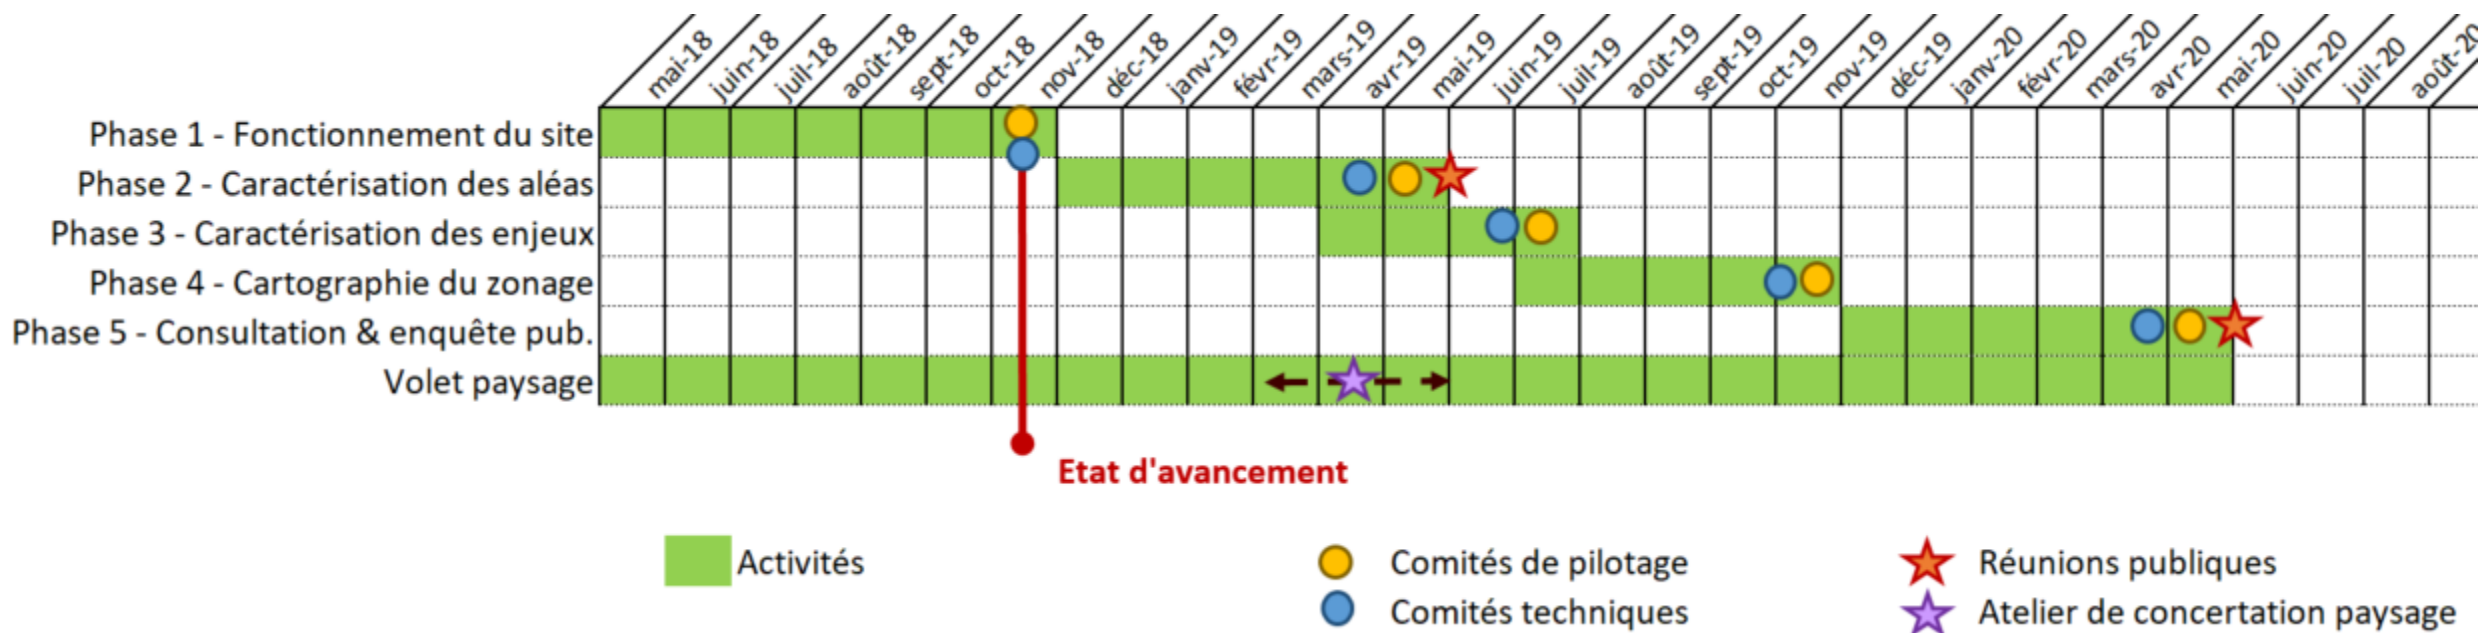 mai-18
juin-18
juil-18
août-18
sept-18
oct-18
nov-18
déc-18
janv-19
févr-19
mars-19
avr-19
mai-19
juin-19
juil-19
août-19
sept-19
oct-19
nov-19
déc-19
janv-20
févr-20
mars-20
avr-20
mai-20
juin-20
juil-20
août-20
Phase 1 - Fonctionnement du site
Phase 2 - Caractérisation des aléas
Phase 3 - Caractérisation des enjeux
Phase 4 - Cartographie du zonage
Phase 5 - Consultation & enquête pub.
Volet paysage
Etat d'avancement
Activités
Comités de pilotage
Réunions publiques
Comités techniques
Atelier de concertation paysage